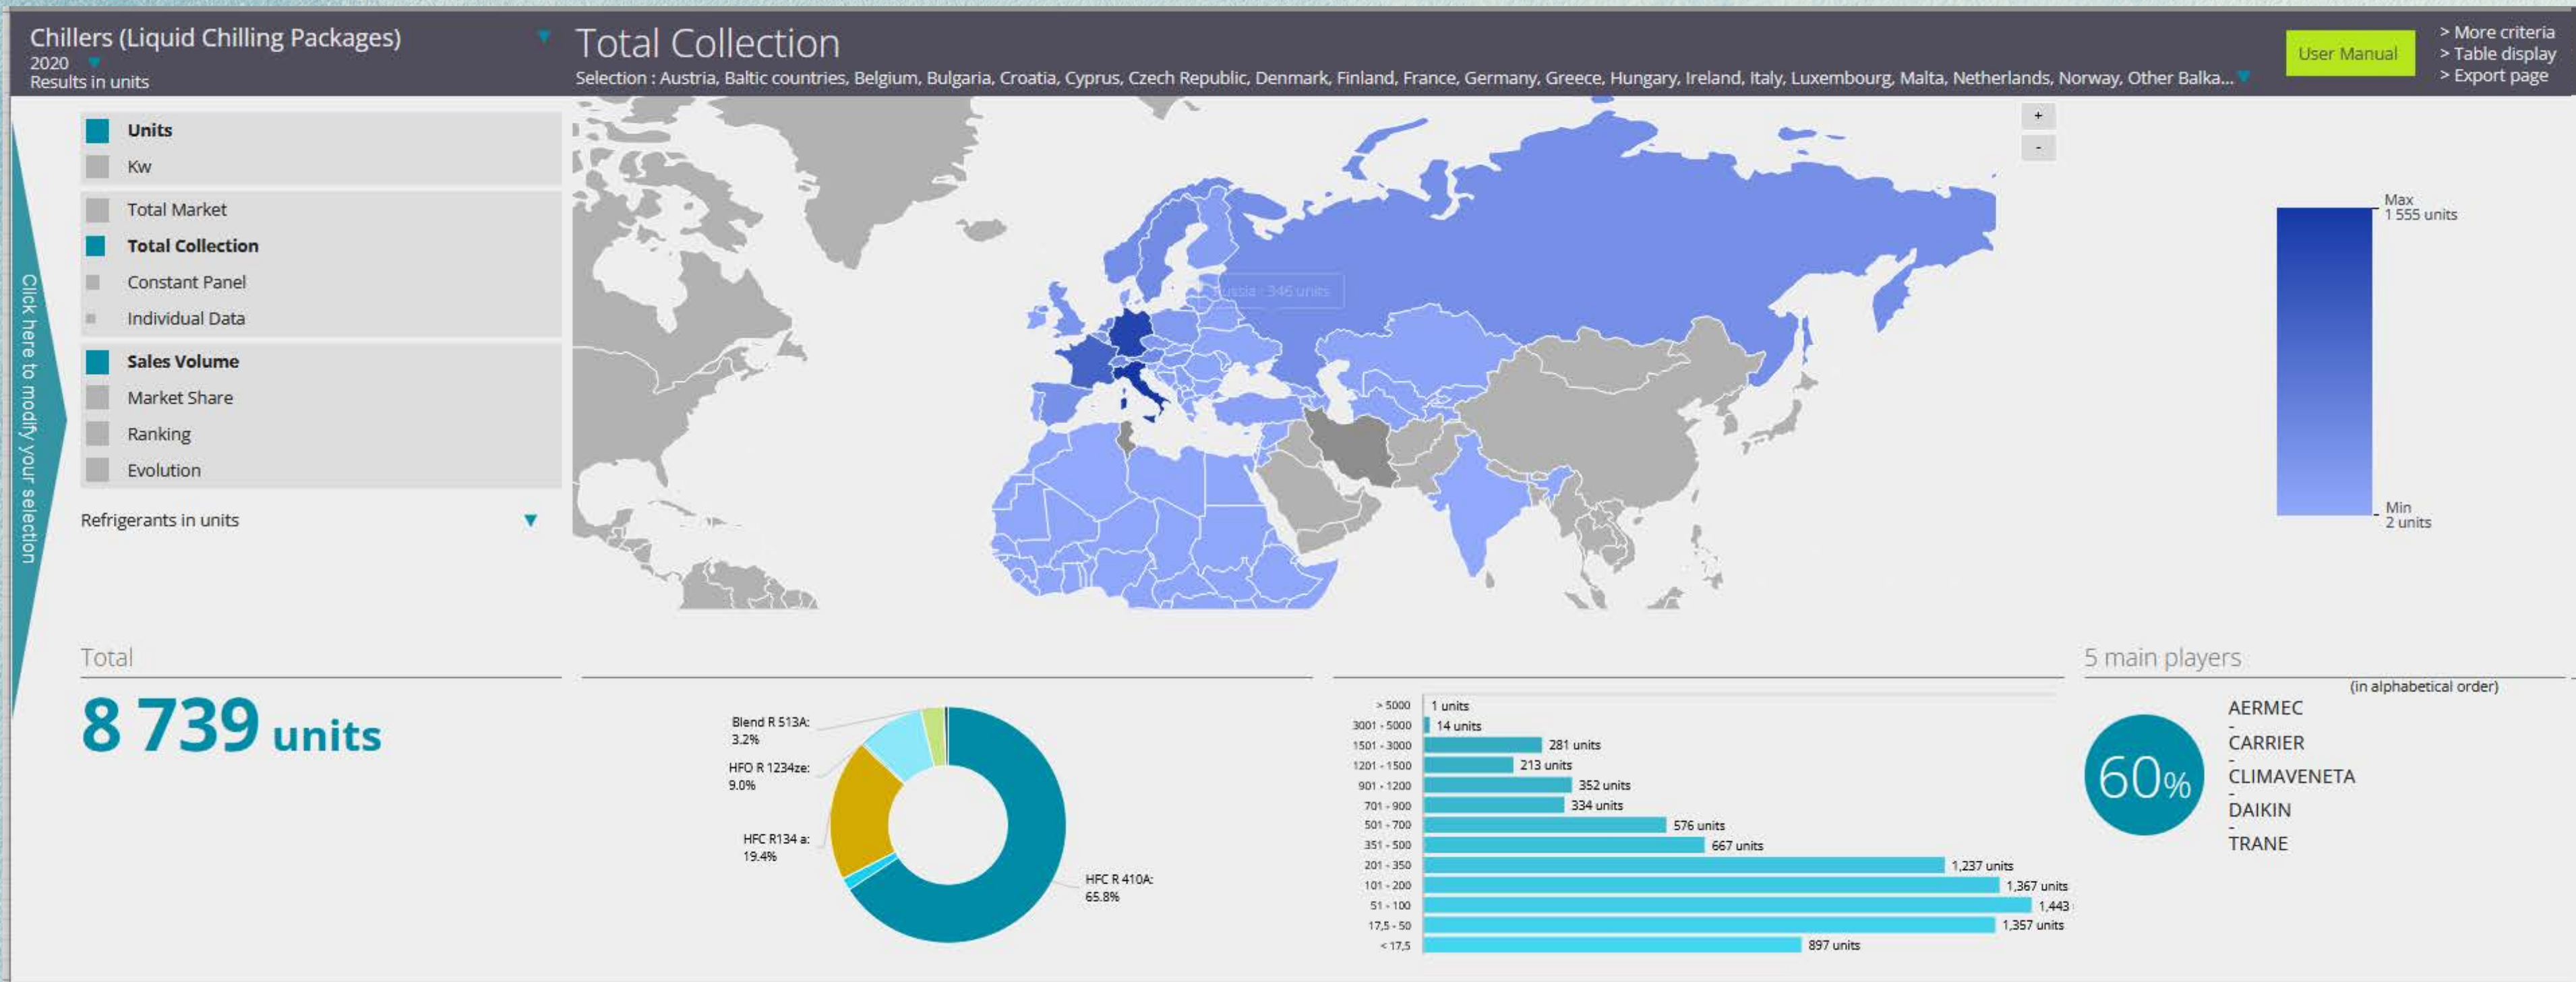 Chillers (Liquid Chilling Packages)
2020
Results in units
Total Collection
Selection : Austria, Baltic countries, Belgium, Bulgaria, Croatia, Cyprus, Czech Republic, Denmark, Finland, France, Germany, Greece, Hungary, Ireland, Italy, Luxembourg, Malta, Netherlands, Norway, Other Balka...
User Manual
> More criteria
> Table display
> Export page
Click here to modify your selection
Units
Kw
Total Market
Total Collection
Constant Panel
Individual Data
Sales Volume
Market Share
Ranking
Evolution
Refrigerants in units
Russia : 346 units
+
-
Max
1 555 units
Min
2 units
Total
8 739 units
Blend R 513A:
3.2%
HFO R 1234ze:
9.0%
HFC R134 a:
19.4%
HFC R 410A:
65.8%
> 5000 1 units
3001 - 5000 14 units
1501 - 3000 281 units
1201 - 1500 213 units
901 - 1200 352 units
701 - 900 334 units
501 - 700 576 units
351 - 500 667 units
201 - 350 1,237 units
101 - 200 1,367 units
51 - 100 1,443
17,5 - 50 1,357 units
< 17,5 897 units
5 main players
(in alphabetical order)
60%
AERMEC
-
CARRIER
-
CLIMAVENETA
-
DAIKIN
-
TRANE